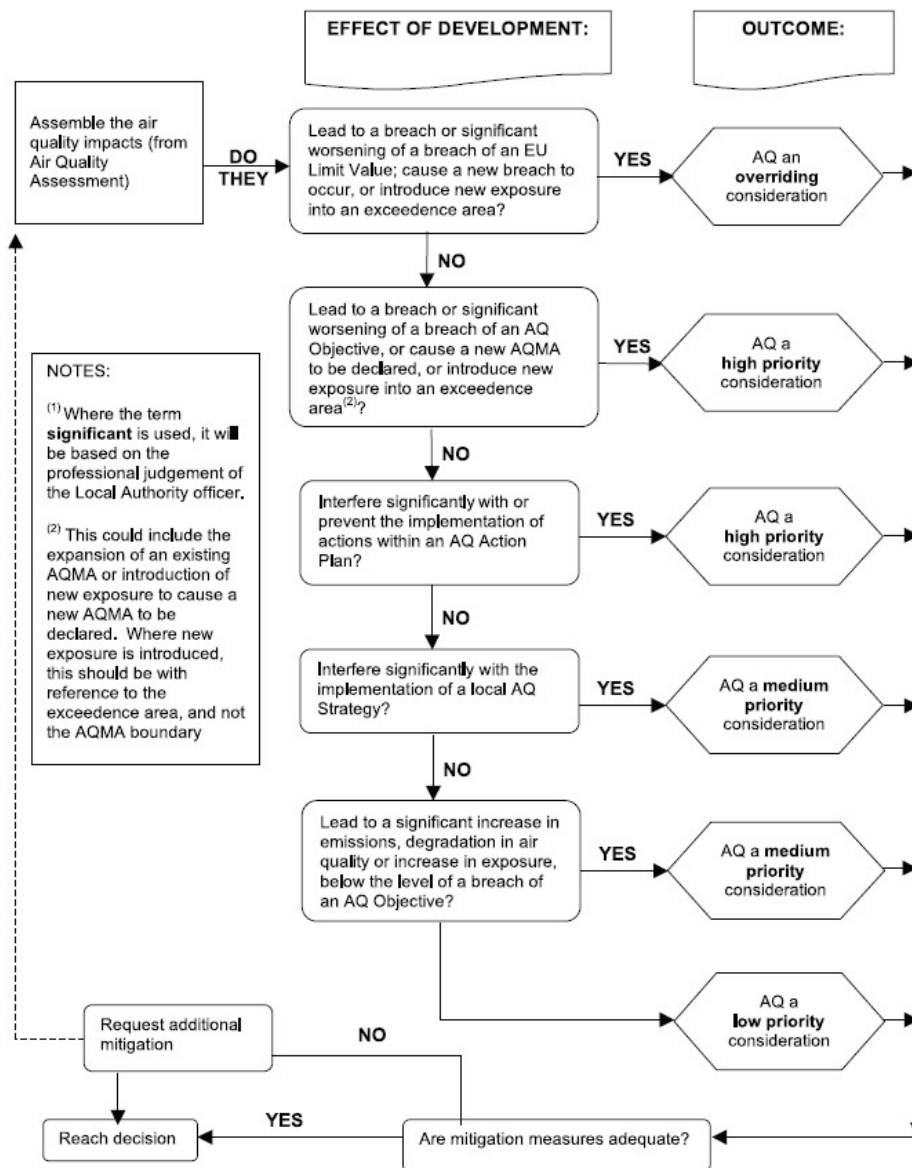 EFFECT OF DEVELOPMENT:
OUTCOME:
Assemble the air
quality impacts (from
Air Quality
Assessment)
DO
THEY
Lead to a breach or significant
worsening of a breach of an EU
Limit Value; cause a new breach to
occur, or introduce new exposure
into an exceedence area?
YES
AQ an
overriding
consideration
NO
Lead to a breach or significant
worsening of a breach of an AQ
Objective, or cause a new AQMA
to be declared, or introduce new
exposure into an exceedence
area(2)?
YES
AQ a
high priority
consideration
NO
NOTES:
(1) Where the term
significant is used, it will
be based on the
professional judgement of
the Local Authority officer.
(2) This could include the
expansion of an existing
AQMA or introduction of
new exposure to cause a
new AQMA to be
declared. Where new
exposure is introduced,
this should be with
reference to the
exceedence area, and not
the AQMA boundary
Interfere significantly with or
prevent the implementation of
actions within an AQ Action
Plan?
YES
AQ a
high priority
consideration
NO
Interfere significantly with the
implementation of a local AQ
Strategy?
YES
AQ a medium
priority
consideration
NO
Lead to a significant increase in
emissions, degradation in air
quality or increase in exposure,
below the level of a breach of
an AQ Objective?
YES
AQ a medium
priority
consideration
AQ a
low priority
consideration
Request additional
mitigation
NO
Reach decision
YES
Are mitigation measures adequate?